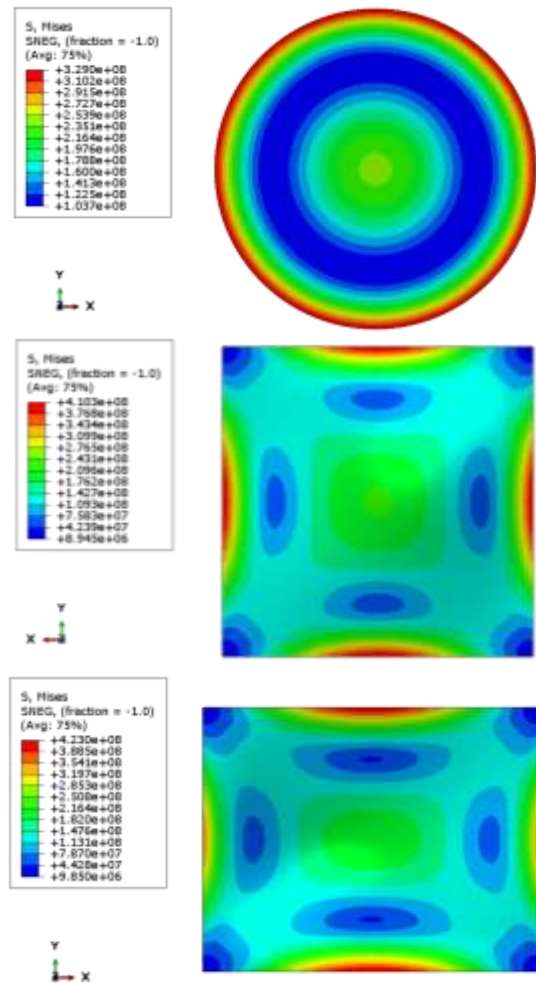 S, Mises
SNEG, (fraction = -1.0)
(Avg: 75%)
+3.290e+08
+3.102e+08
+2.915e+08
+2.727e+08
+2.539e+08
+2.351e+08
+2.164e+08
+1.976e+08
+1.788e+08
+1.600e+08
+1.413e+08
+1.225e+08
+1.037e+08
Y
X
S, Mises
SNEG, (fraction = -1.0)
(Avg: 75%)
+4.103e+08
+3.768e+08
+3.434e+08
+3.099e+08
+2.765e+08
+2.431e+08
+2.096e+08
+1.762e+08
+1.427e+08
+1.093e+08
+7.583e+07
+4.239e+07
+8.945e+06
Y
X
S, Mises
SNEG, (fraction = -1.0)
(Avg: 75%)
+4.230e+08
+3.885e+08
+3.541e+08
+3.197e+08
+2.853e+08
+2.508e+08
+2.164e+08
+1.820e+08
+1.476e+08
+1.131e+08
+7.870e+07
+4.428e+07
+9.850e+06
Y
X